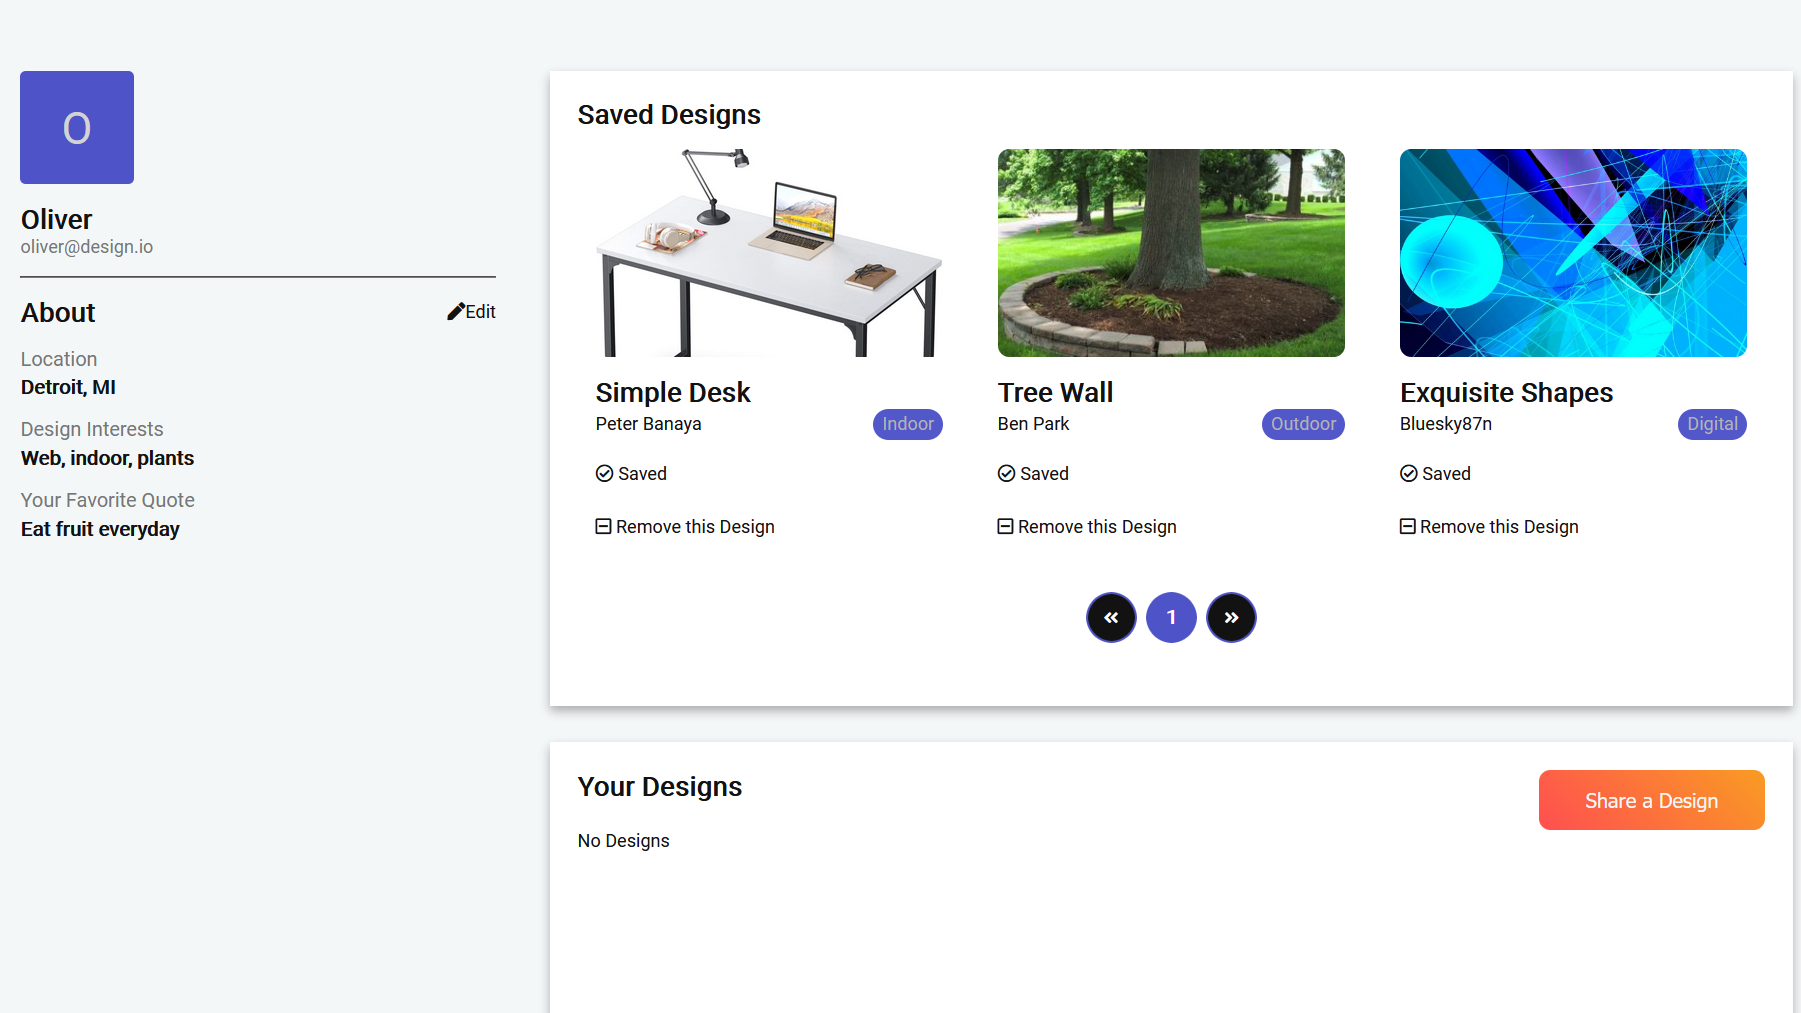 O
Oliver
oliver@design.io
About
Edit
Location
Detroit, MI
Design Interests
Web, indoor, plants
Your Favorite Quote
Eat fruit everyday
Saved Designs
Simple Desk
Peter Banaya
Indoor
Saved
Remove this Design
Tree Wall
Ben Park
Outdoor
Saved
Remove this Design
Exquisite Shapes
Bluesky87n
Digital
Saved
Remove this Design
« 1 »
Your Designs
Share a Design
No Designs